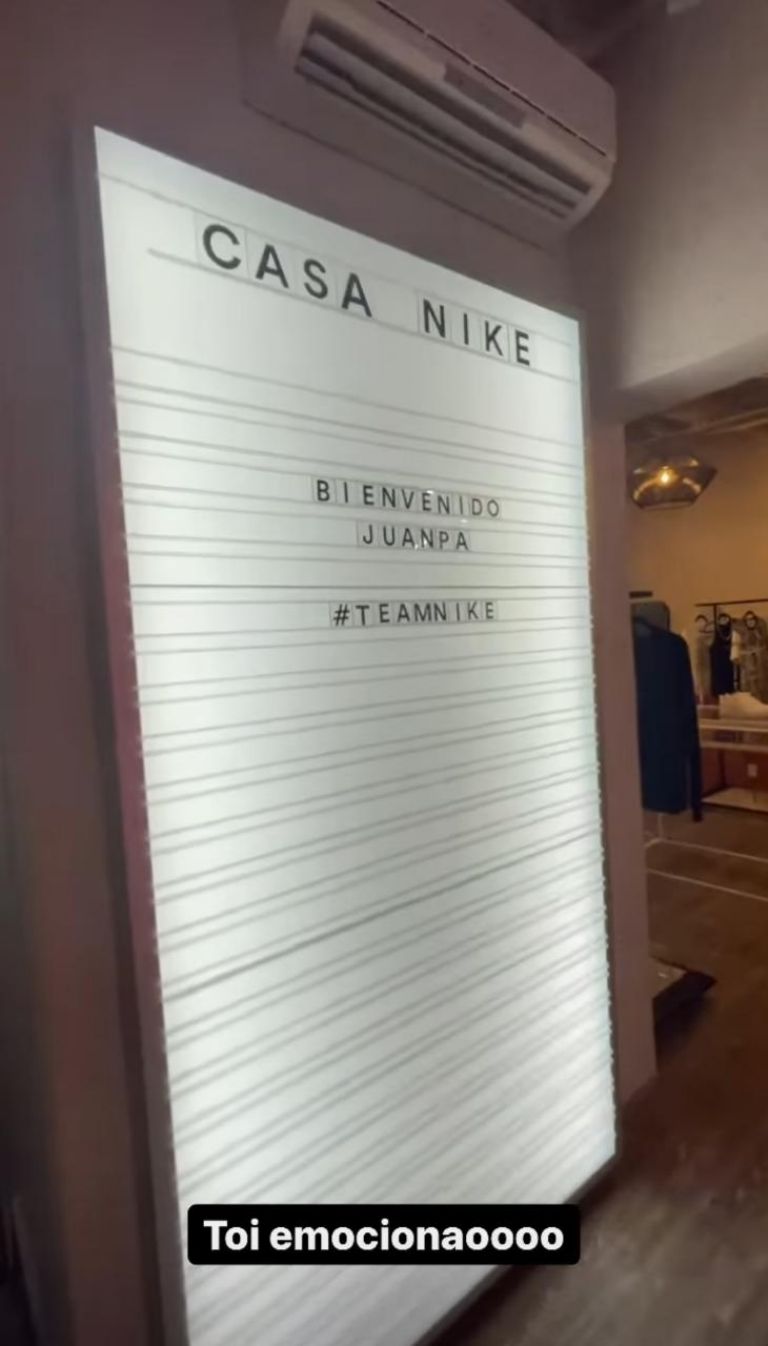 CASA NIKE
BIENVENIDO
JUANPA
#TEAMNIKE
Toi emocionaoooo